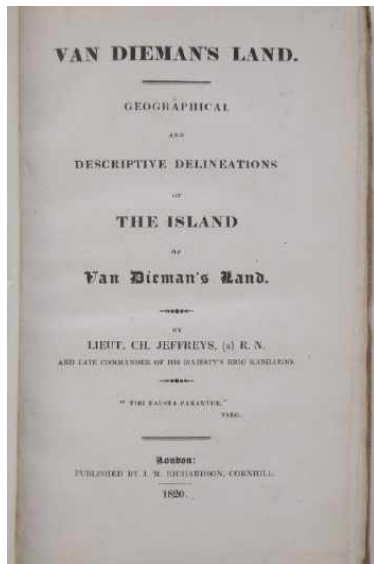 VAN DIEMAN'S LAND.
GEOGRAPHICAL
AND
DESCRIPTIVE DELINEATIONS
OF
THE ISLAND
OF
Van Dieman's Land.
BY
LIEUT. CH. JEFFREYS, (a) R. N.
AND LATE COMMANDER OF HIS MAJESTY'S BRIG KANGAROO.
" TIBI FAUSTA PARANTUR."
VIRG.
London:
PUBLISHED BY J. M. RICHARDSON, CORNHILL.
1820.